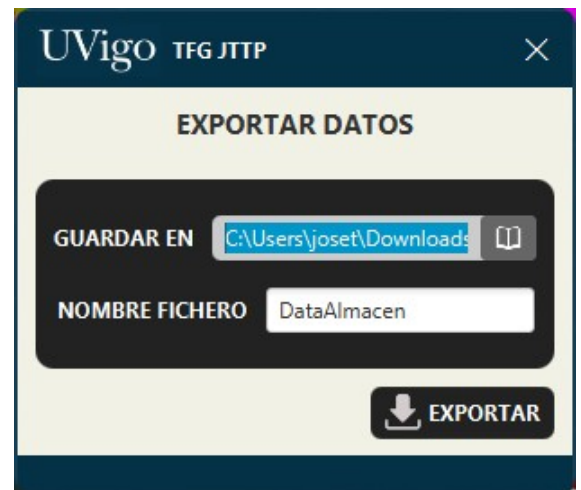 UVigo TFG JTTP
EXPORTAR DATOS
GUARDAR EN C:\Users\joset\Downloads
NOMBRE FICHERO DataAlmacen
EXPORTAR